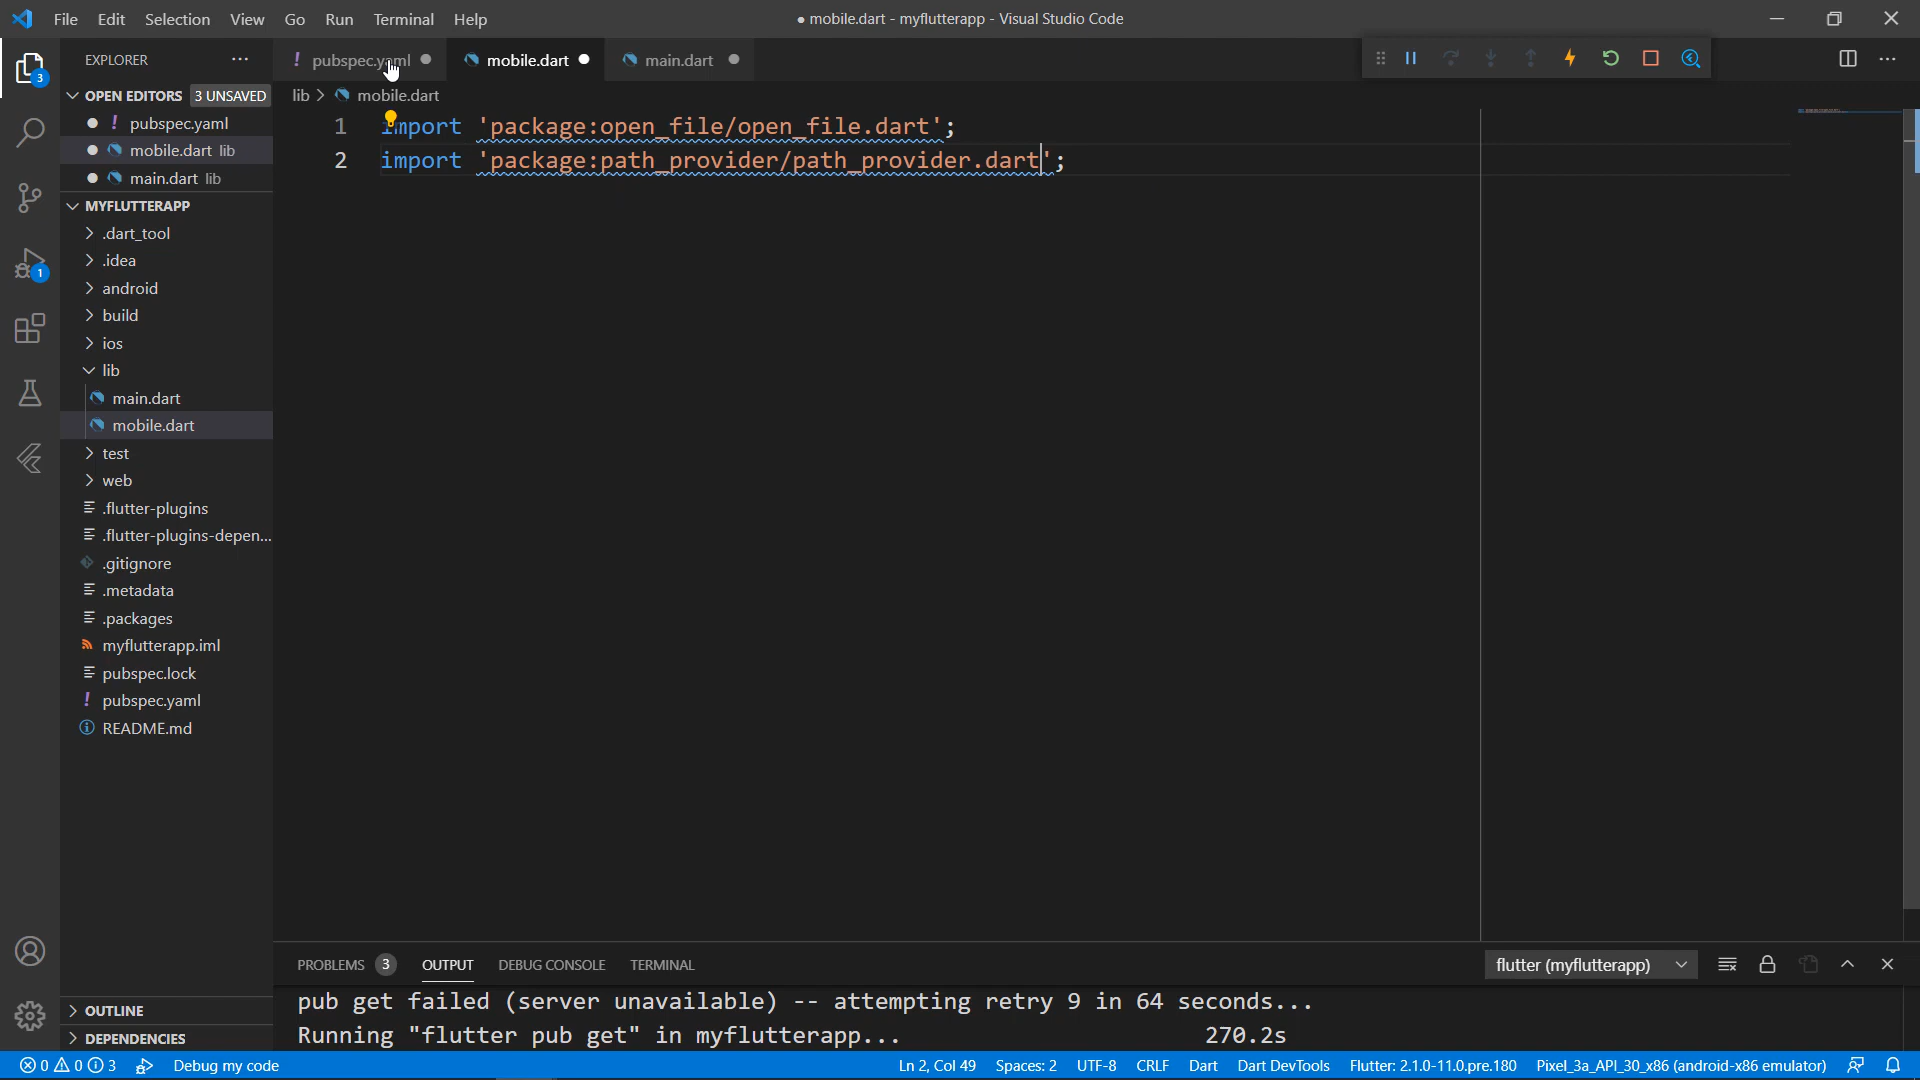 File Edit Selection View Go Run Terminal Help
● mobile.dart - myflutterapp - Visual Studio Code
EXPLORER
! pubspec.yaml
mobile.dart
main.dart
OPEN EDITORS 3 UNSAVED
! pubspec.yaml
mobile.dart lib
main.dart lib
MYFLUTTERAPP
.dart_tool
.idea
android
build
ios
lib
main.dart
mobile.dart
test
web
.flutter-plugins
.flutter-plugins-depen...
.gitignore
.metadata
.packages
myflutterapp.iml
pubspec.lock
! pubspec.yaml
README.md
OUTLINE
DEPENDENCIES
3
1
lib > mobile.dart
1 import 'package:open_file/open_file.dart';
2 import 'package:path_provider/path_provider.dart';
PROBLEMS 3 OUTPUT DEBUG CONSOLE TERMINAL
flutter (myflutterapp)
pub get failed (server unavailable) -- attempting retry 9 in 64 seconds...
Running "flutter pub get" in myflutterapp... 270.2s
0 0 3 Debug my code
Ln 2, Col 49 Spaces: 2 UTF-8 CRLF Dart Dart DevTools Flutter: 2.1.0-11.0.pre.180 Pixel_3a_API_30_x86 (android-x86 emulator)